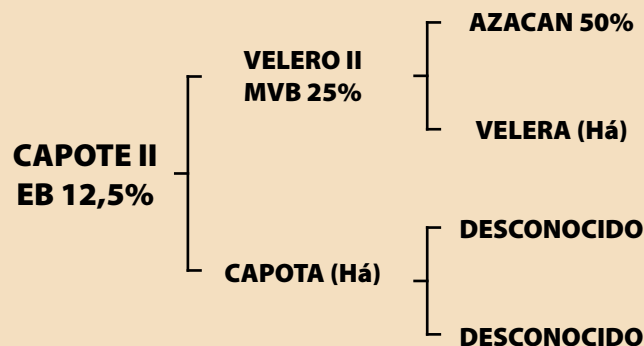 CAPOTE II
EB 12,5%
VELERO II
MVB 25%
CAPOTA (Há)
AZACAN 50%
VELERA (Há)
DESCONOCIDO
DESCONOCIDO